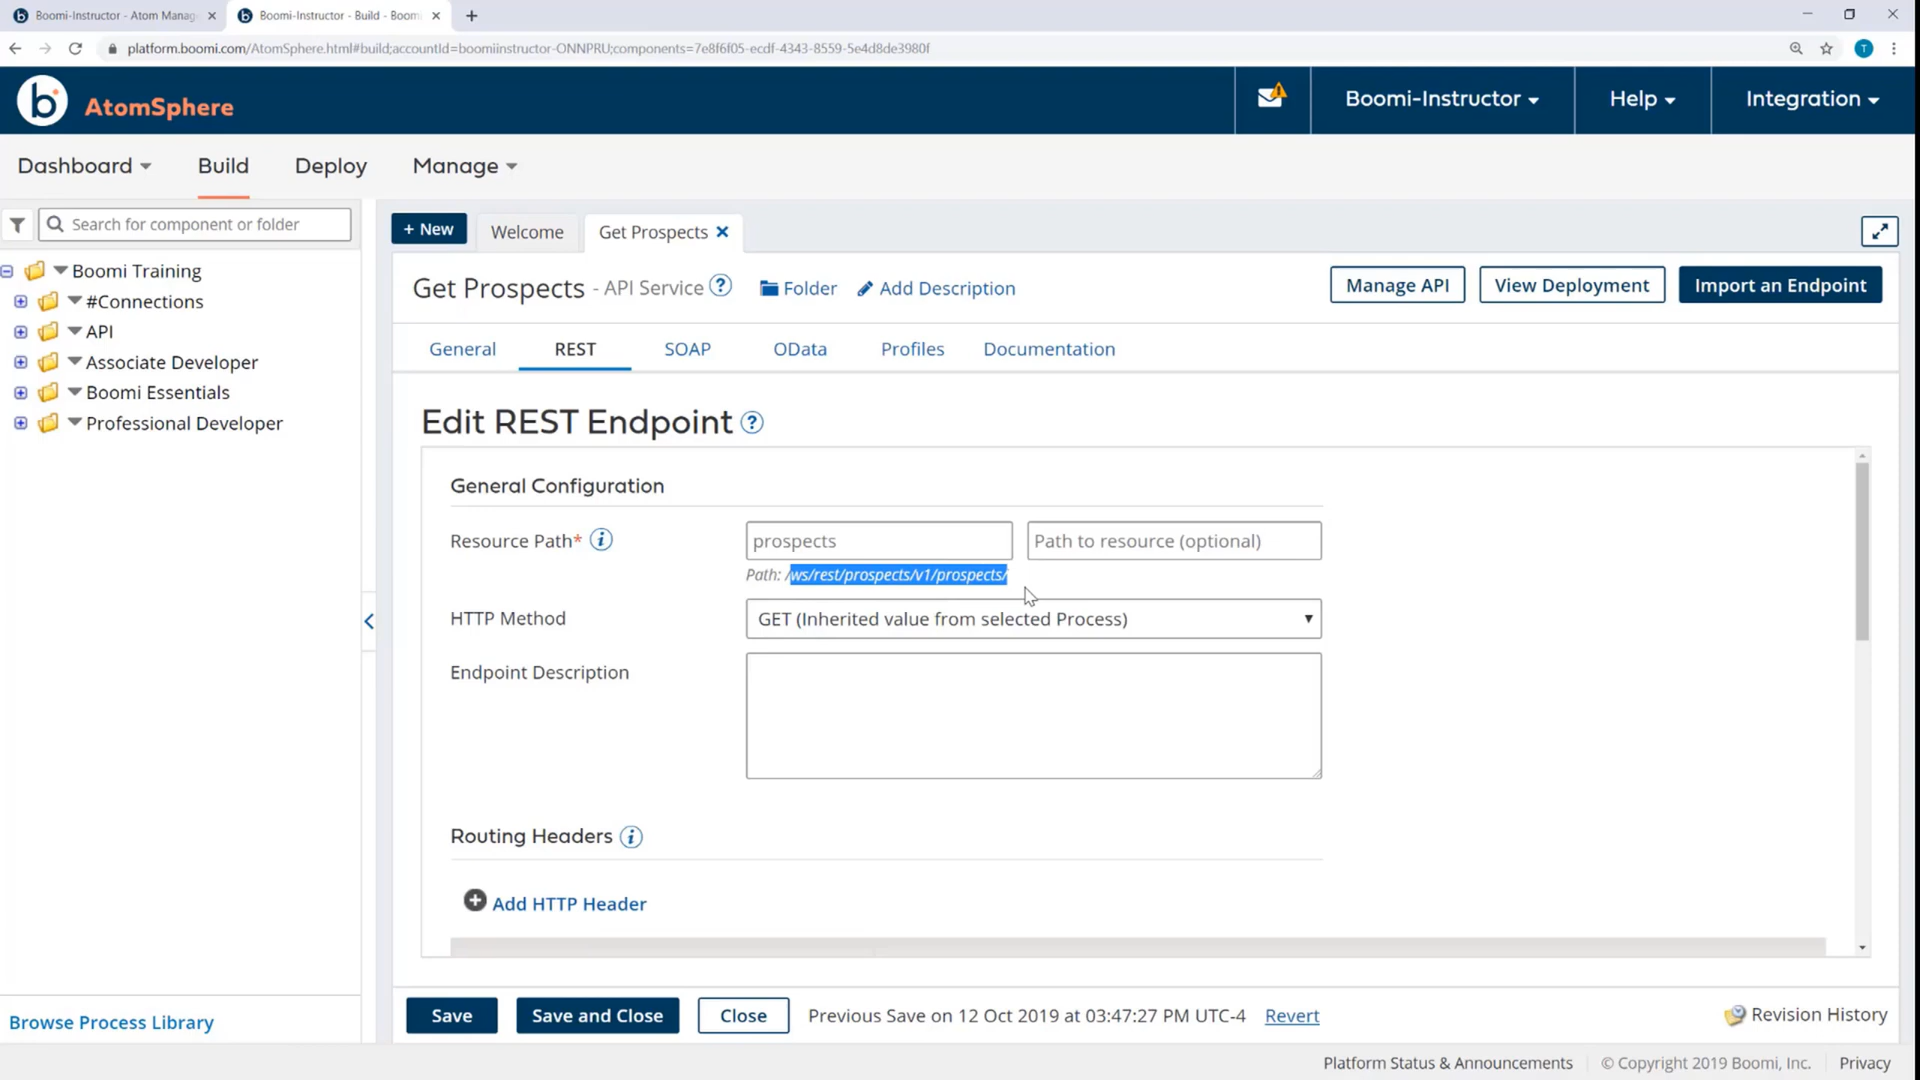 Boomi-Instructor - Atom Manag
Boomi-Instructor - Build - Boomi
platform.boomi.com/AtomSphere.html#build;accountId=boomiinstructor-ONNPRU;components=7e8f6f05-ecdf-4343-8559-5e4d8de3980f
T
b AtomSphere
Boomi-Instructor
Help
Integration
Dashboard
Build
Deploy
Manage
Search for component or folder
+ New
Welcome
Get Prospects
Boomi Training
#Connections
API
Associate Developer
Boomi Essentials
Professional Developer
Get Prospects - API Service
Folder
Add Description
Manage API
View Deployment
Import an Endpoint
General
REST
SOAP
OData
Profiles
Documentation
Edit REST Endpoint
General Configuration
Resource Path*
prospects
Path to resource (optional)
Path: /ws/rest/prospects/v1/prospects/
HTTP Method
GET (Inherited value from selected Process)
Endpoint Description
Routing Headers
Add HTTP Header
Browse Process Library
Save
Save and Close
Close
Previous Save on 12 Oct 2019 at 03:47:27 PM UTC-4
Revert
Revision History
Platform Status & Announcements
© Copyright 2019 Boomi, Inc.
Privacy